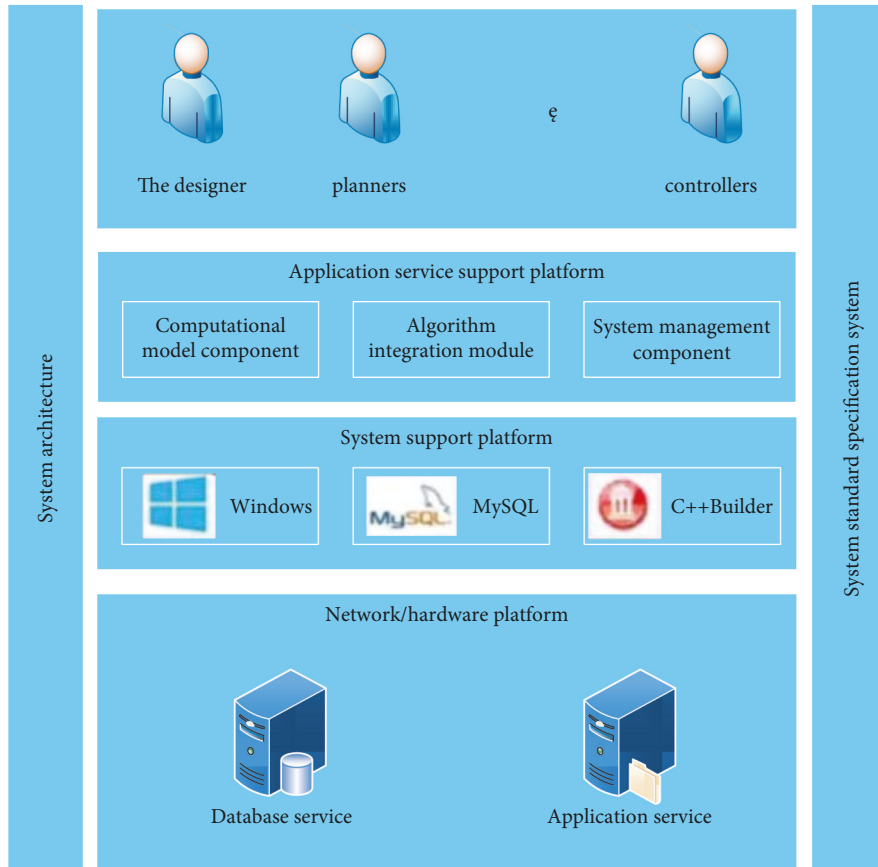 System architecture
The designer
planners
ę
controllers
Application service support platform
Computational
model component
Algorithm
integration module
System management
component
System support platform
Windows
MySQL
MySQL
C++Builder
Network/hardware platform
Database service
Application service
System standard specification system